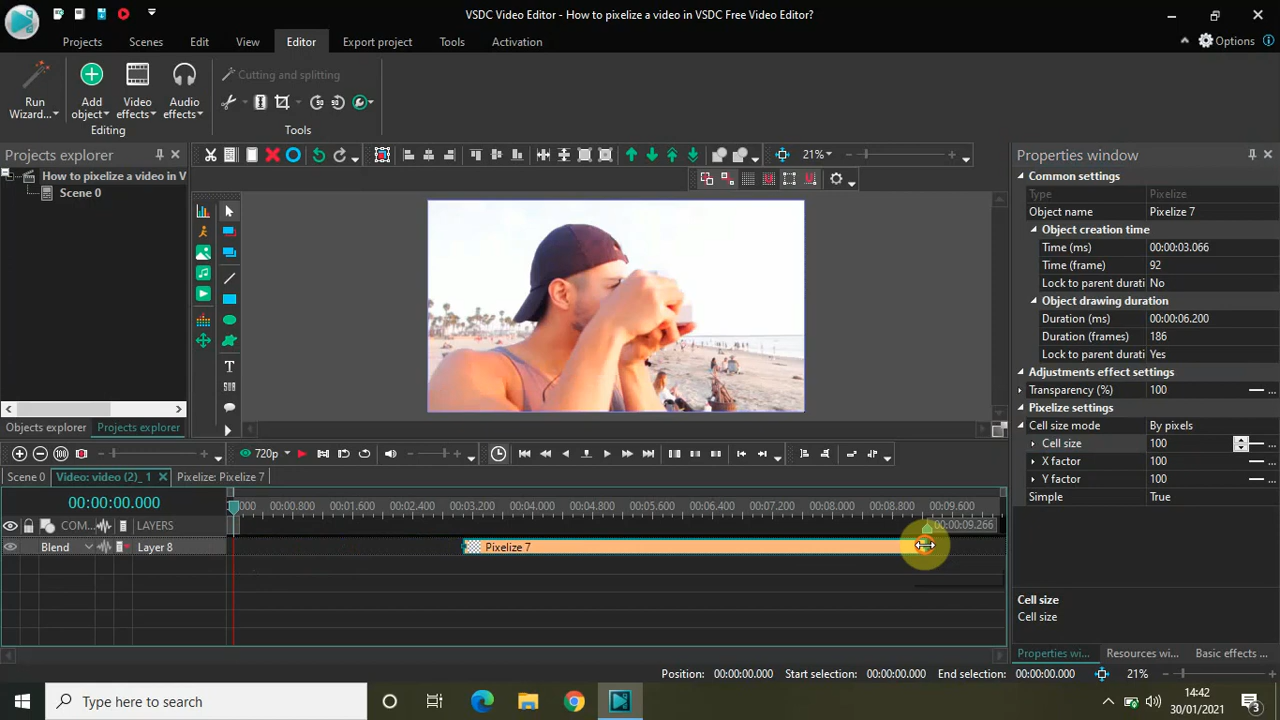 VSDC Video Editor - How to pixelize a video in VSDC Free Video Editor?
Projects Scenes Edit View Editor Export project Tools Activation
Options
Run Wizard...
Add object
Video effects
Audio effects
Editing
Cutting and splitting
Tools
Projects explorer
How to pixelize a video in V
Scene 0
Objects explorer Projects explorer
21%
T
SUB
Properties window
Common settings
Type Pixelize
Object name Pixelize 7
Object creation time
Time (ms) 00:00:03.066
Time (frame) 92
Lock to parent durati No
Object drawing duration
Duration (ms) 00:00:06.200
Duration (frames) 186
Lock to parent durati Yes
Adjustments effect settings
Transparency (%) 100
Pixelize settings
Cell size mode By pixels
Cell size 100
X factor 100
Y factor 100
Simple True
Cell size
Cell size
Properties wi... Resources wi... Basic effects ...
720p
Scene 0 Video: video (2)_ 1 Pixelize: Pixelize 7
00:00:00.000
000 00:00.800 00:01.600 00:02.400 00:03.200 00:04.000 00:04.800 00:05.600 00:06.400 00:07.200 00:08.000 00:08.800 00:09.600
00:00:09.266
COM... LAYERS
Blend Layer 8
Pixelize 7
Position: 00:00:00.000 Start selection: 00:00:00.000 End selection: 00:00:00.000 21%
Type here to search
14:42
30/01/2021
3